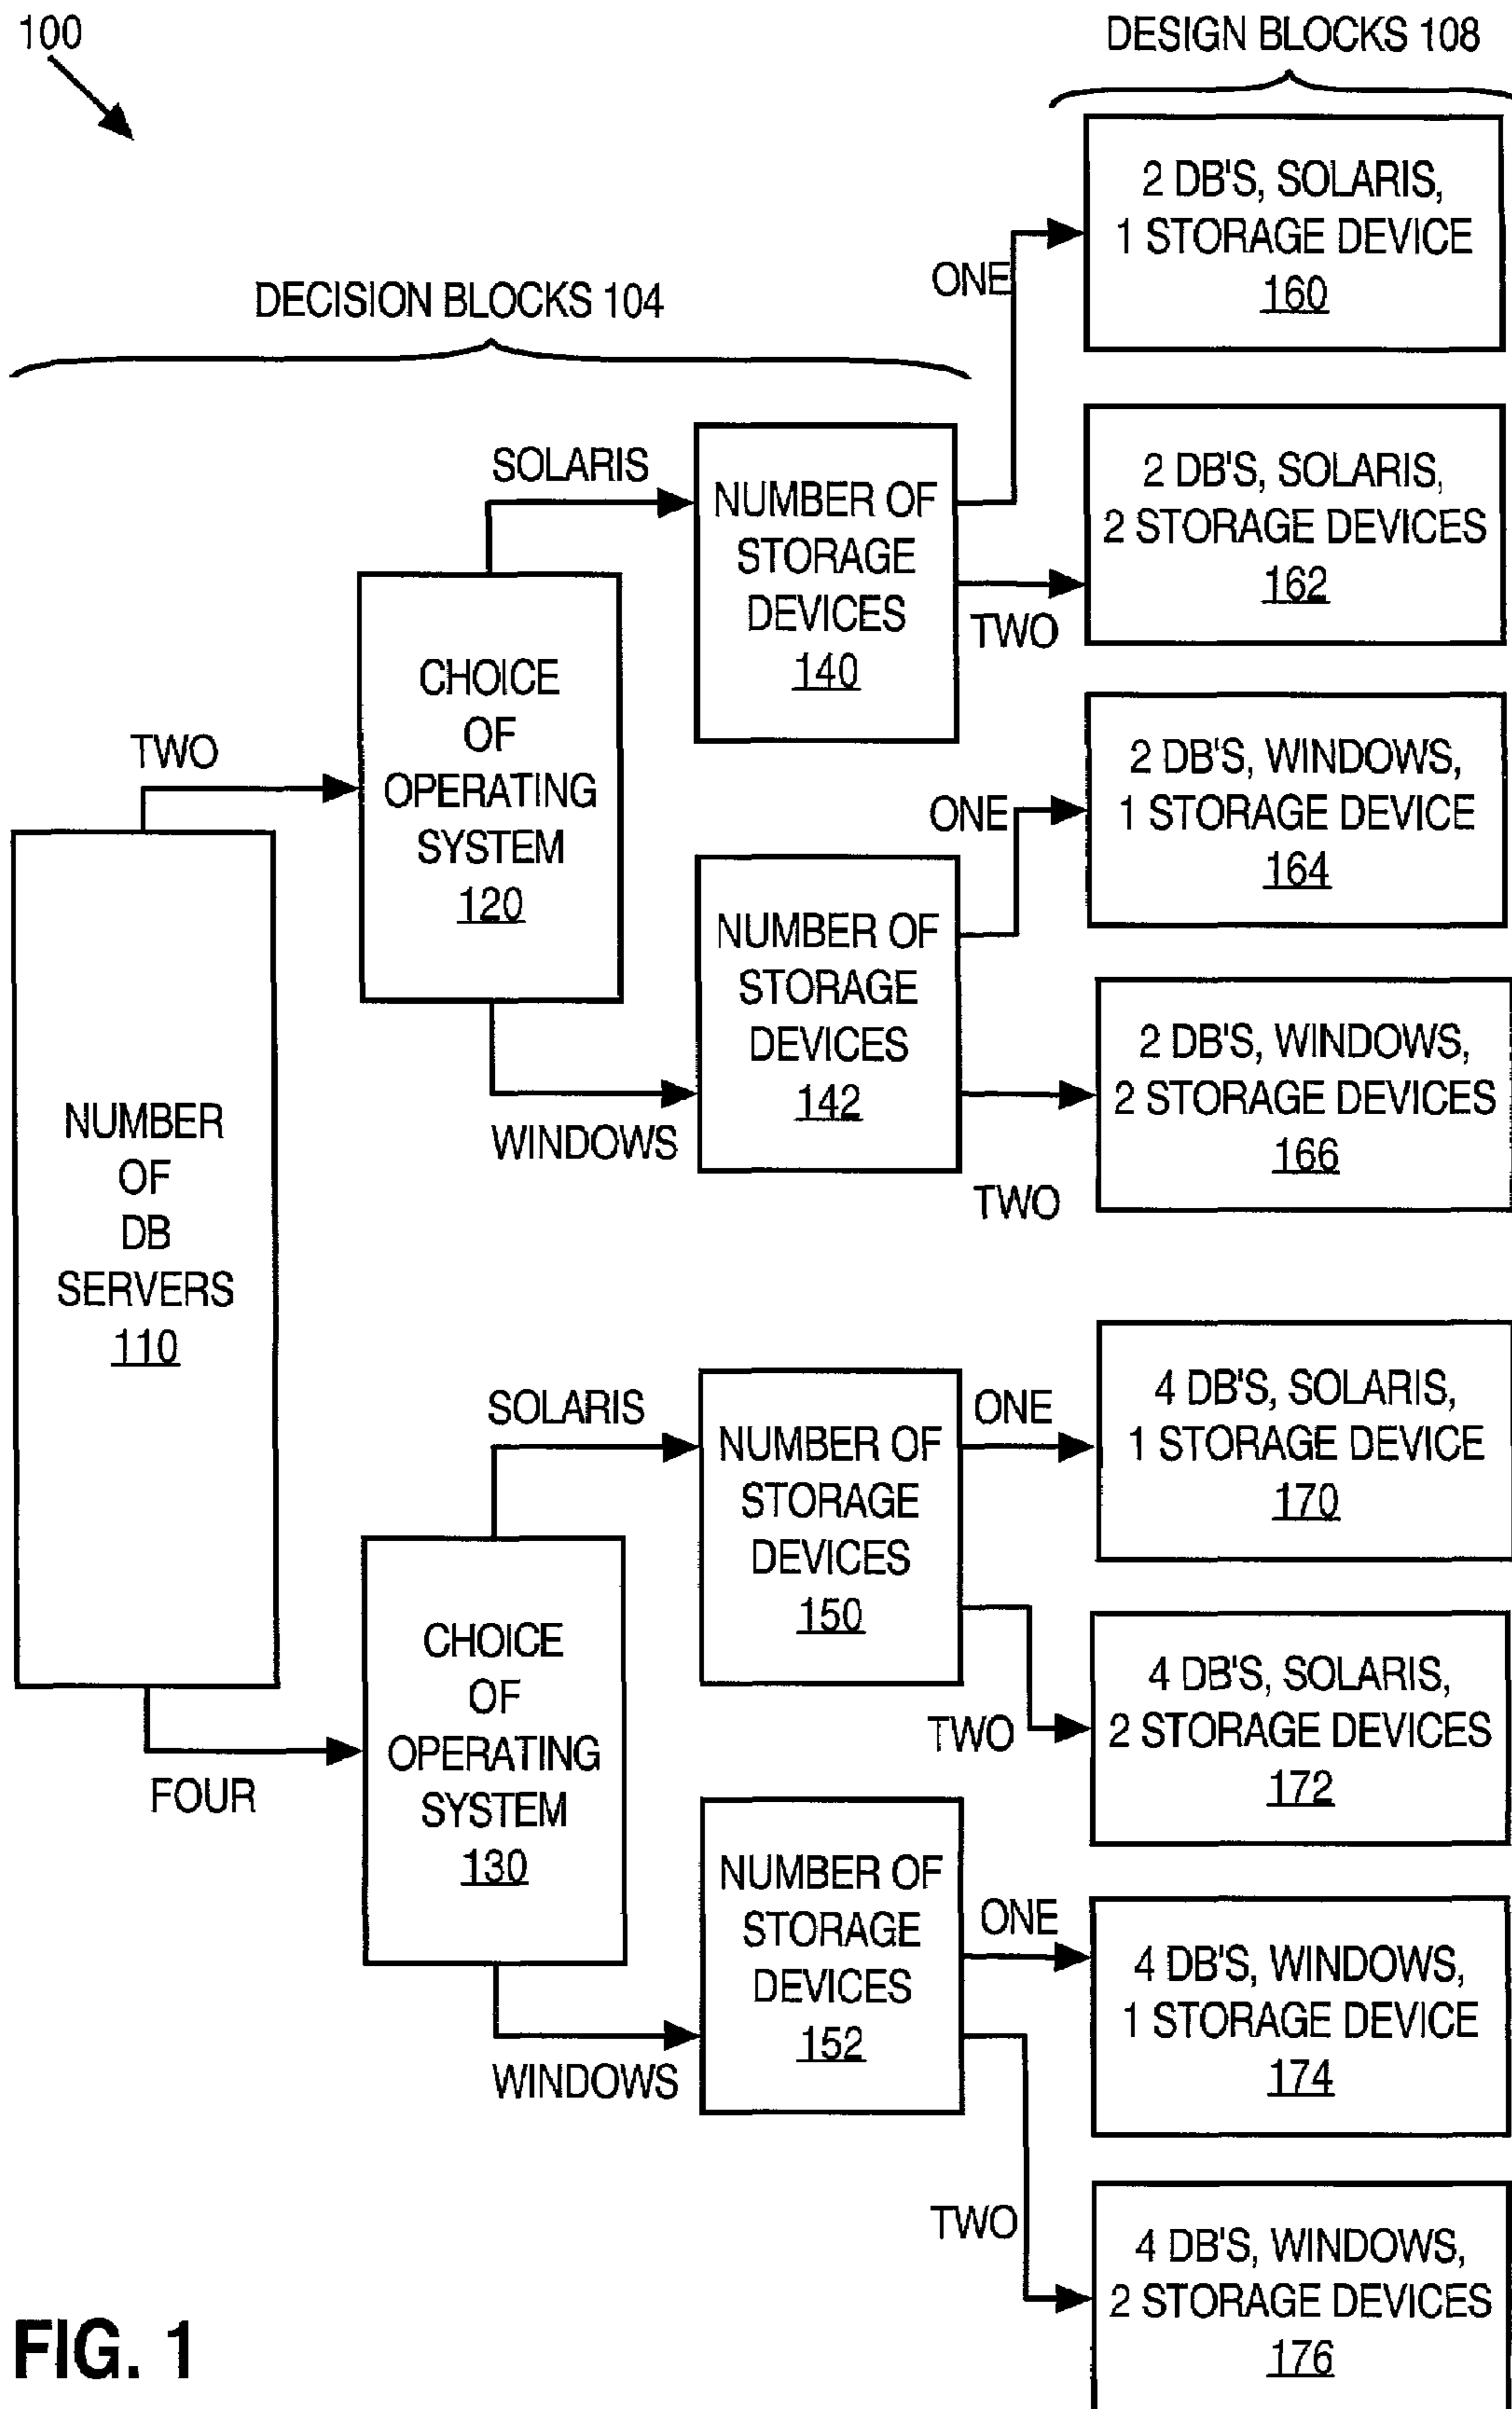 100
DESIGN BLOCKS 108
DECISION BLOCKS 104
NUMBER
OF
DB
SERVERS
110
TWO
FOUR
CHOICE
OF
OPERATING
SYSTEM
120
SOLARIS
WINDOWS
NUMBER OF
STORAGE
DEVICES
140
ONE
TWO
2 DB'S, SOLARIS,
1 STORAGE DEVICE
160
2 DB'S, SOLARIS,
2 STORAGE DEVICES
162
NUMBER OF
STORAGE
DEVICES
142
ONE
TWO
2 DB'S, WINDOWS,
1 STORAGE DEVICE
164
2 DB'S, WINDOWS,
2 STORAGE DEVICES
166
CHOICE
OF
OPERATING
SYSTEM
130
SOLARIS
WINDOWS
NUMBER OF
STORAGE
DEVICES
150
ONE
TWO
4 DB'S, SOLARIS,
1 STORAGE DEVICE
170
4 DB'S, SOLARIS,
2 STORAGE DEVICES
172
NUMBER OF
STORAGE
DEVICES
152
ONE
TWO
4 DB'S, WINDOWS,
1 STORAGE DEVICE
174
4 DB'S, WINDOWS,
2 STORAGE DEVICES
176
FIG. 1